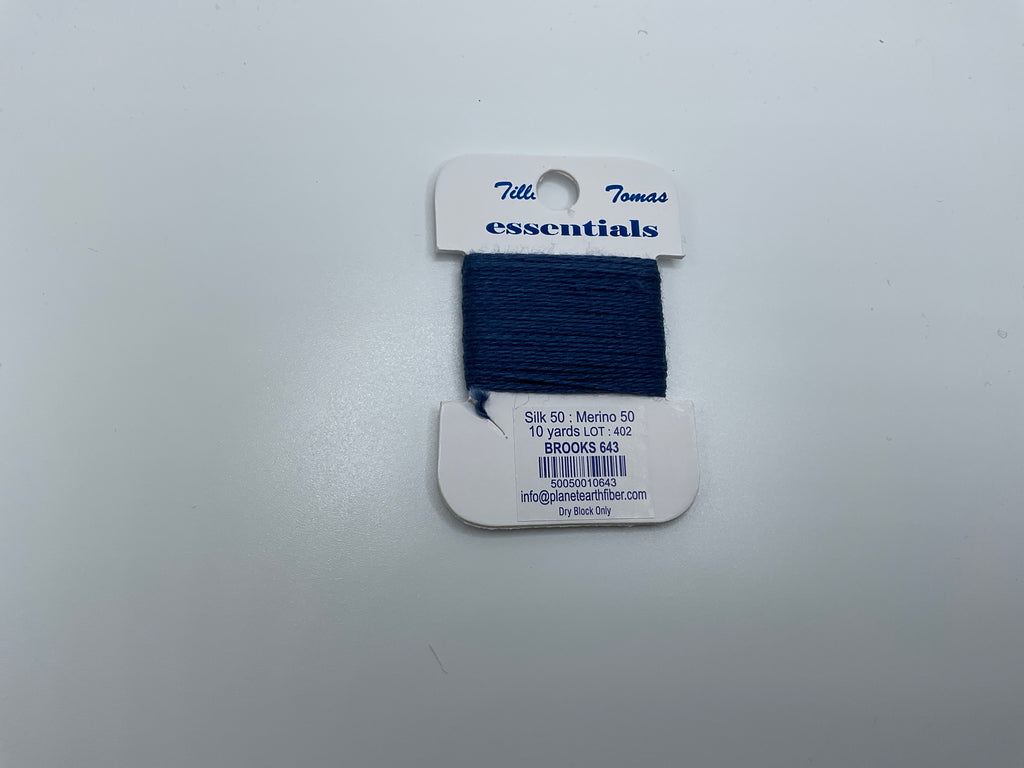 Till Tomas
essentials
Silk 50 : Merino 50
10 yards LOT : 402
BROOKS 643
50050010643
info@planetearthfiber.com
Dry Block Only